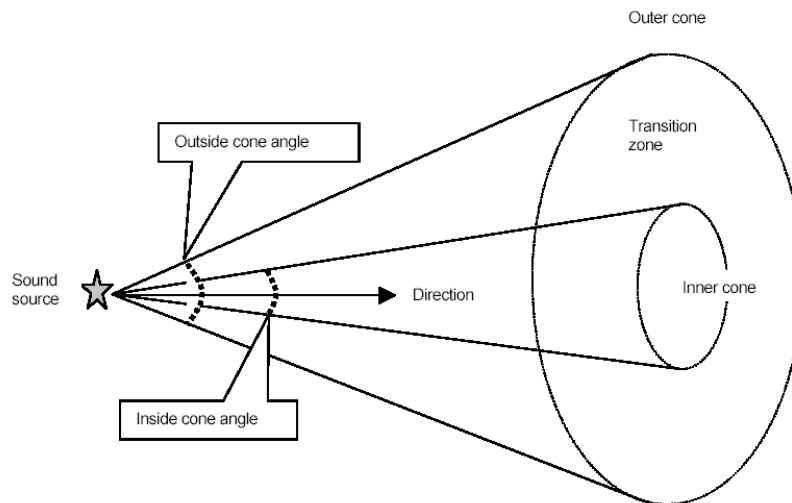 Outer cone
Outside cone angle
Transition
zone
Sound
source
Direction
Inner cone
Inside cone angle